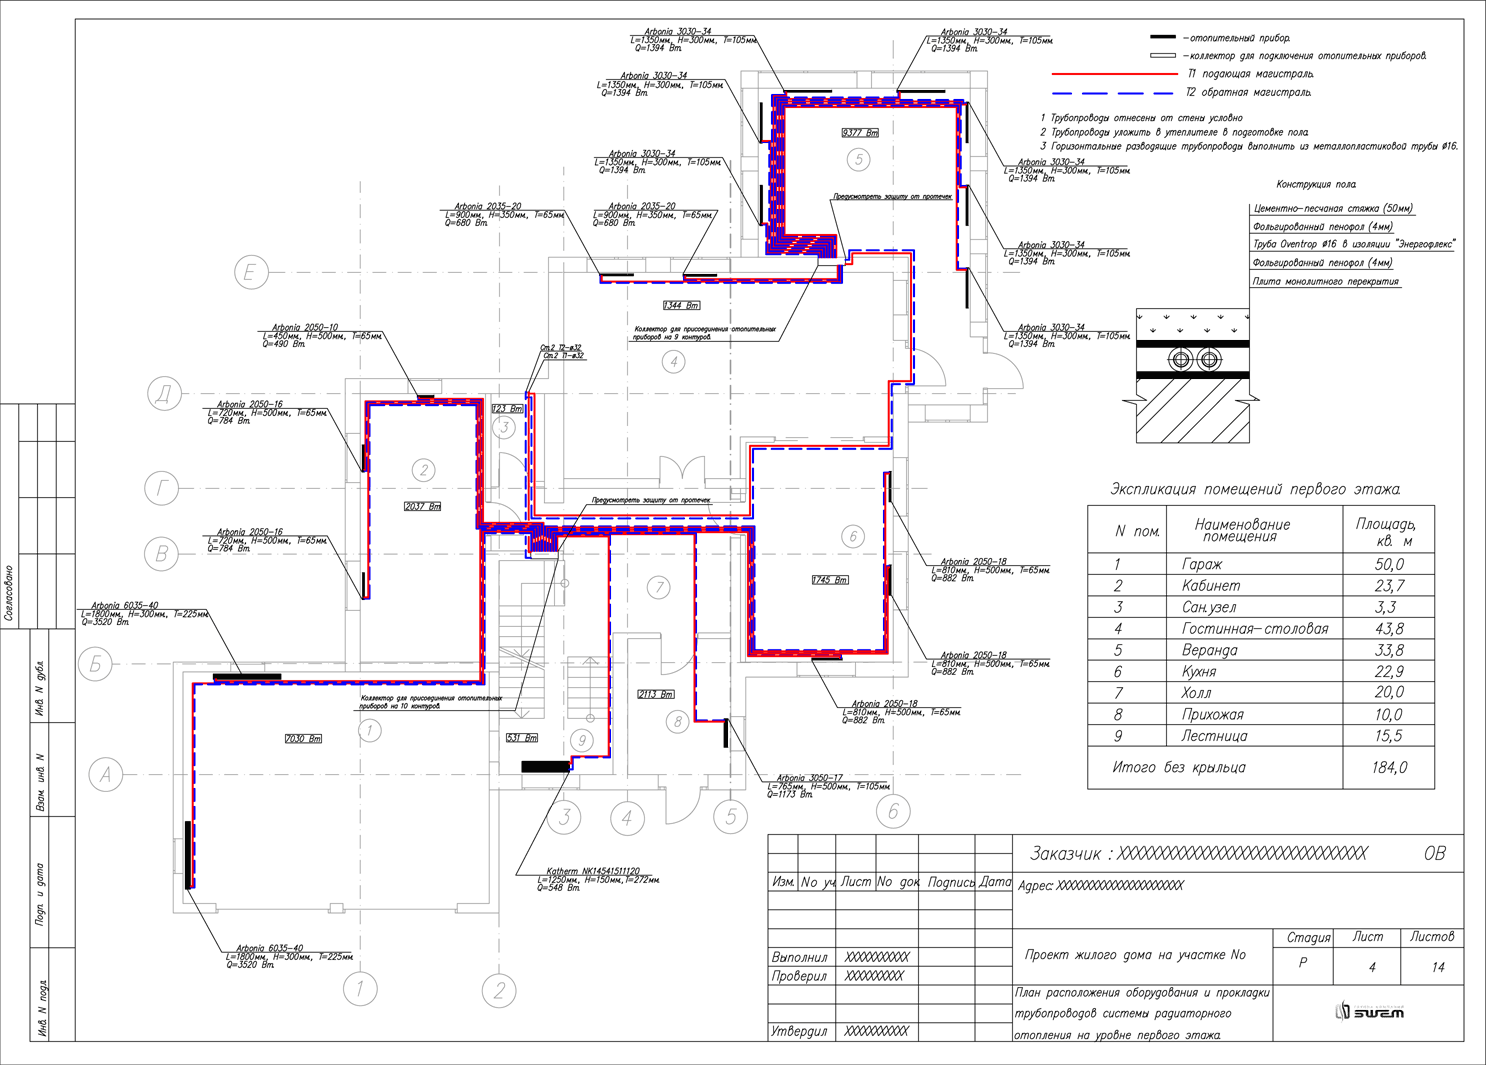 Arbonia 3030-34
L=1350мм, H=300мм, T=105мм
Q=1394 Вт.
Arbonia 3030-34
L=1350мм, H=300мм, T=105мм
Q=1394 Вт.
Arbonia 3030-34
L=1350мм, H=300мм, T=105мм
Q=1394 Вт.
Arbonia 3030-34
L=1350мм, H=300мм, T=105мм
Q=1394 Вт.
Arbonia 2035-20
L=900мм, H=350мм, T=65мм
Q=680 Вт.
Arbonia 2035-20
L=900мм, H=350мм, T=65мм
Q=680 Вт.
Arbonia 3030-34
L=1350мм, H=300мм, T=105мм
Q=1394 Вт.
Arbonia 3030-34
L=1350мм, H=300мм, T=105мм
Q=1394 Вт.
Arbonia 3030-34
L=1350мм, H=300мм, T=105мм
Q=1394 Вт.
-отопительный прибор.
-коллектор для подключения отопительных приборов.
T1 подающая магистраль.
T2 обратная магистраль.
1 Трубопроводы отнесены от стены условно
2 Трубопроводы уложить в утеплителе в подготовке пола.
3 Горизонтальные разводящие трубопроводы выполнить из металлопластиковой трубы Ø16.
Конструкция пола.
Цементно-песчаная стяжка (50мм)
Фольгированный пенофол (4мм)
Труба Oventrop Ø16 в изоляции "Энергофлекс"
Фольгированный пенофол (4мм)
Плита монолитного перекрытия
9377 Вт
5
Предусмотреть защиту от протечек.
Е
1344 Вт
Коллектор для присоединения отопительных
приборов на 9 контуров.
4
Ст.2 T2-ø32
Ст.2 T1-ø32
Arbonia 2050-10
L=450мм, H=500мм, T=65мм
Q=490 Вт.
Д
123 Вт
3
Arbonia 2050-16
L=720мм, H=500мм, T=65мм
Q=784 Вт.
2
Г
2037 Вт
Предусмотреть защиту от протечек.
Arbonia 2050-16
L=720мм, H=500мм, T=65мм
Q=784 Вт.
В
6
1745 Вт
7
Arbonia 2050-18
L=810мм, H=500мм, T=65мм
Q=882 Вт.
Arbonia 6035-40
L=1800мм, H=300мм, T=225мм
Q=3520 Вт.
Б
Arbonia 2050-18
L=810мм, H=500мм, T=65мм
Q=882 Вт.
Коллектор для присоединения отопительных
приборов на 10 контуров.
2113 Вт
8
Arbonia 2050-18
L=810мм, H=500мм, T=65мм
Q=882 Вт.
7030 Вт
1
531 Вт
9
А
Arbonia 3050-17
L=765мм, H=500мм, T=105мм
Q=1173 Вт.
3
4
5
6
Katherm NK14541511120
L=1250мм, H=150мм, T=272мм
Q=548 Вт.
Arbonia 6035-40
L=1800мм, H=300мм, T=225мм
Q=3520 Вт.
1
2
Экспликация помещений первого этажа.
N пом. Наименование помещения Площадь, кв. м
1 Гараж 50,0
2 Кабинет 23,7
3 Сан.узел 3,3
4 Гостинная-столовая 43,8
5 Веранда 33,8
6 Кухня 22,9
7 Холл 20,0
8 Прихожая 10,0
9 Лестница 15,5
Итого без крыльца 184,0
Заказчик : XXXXXXXXXXXXXXXXXXXXXXXXXXXXX ОВ
Изм. No уч. Лист No док. Подпись Дата
Адрес: XXXXXXXXXXXXXXXXXXXX
Проект жилого дома на участке No
Стадия Лист Листов
Р 4 14
Выполнил XXXXXXXXXX
Проверил XXXXXXXXX
Утвердил XXXXXXXXXX
План расположения оборудования и прокладки
трубопроводов системы радиаторного
отопления на уровне первого этажа.
SWEM
Согласовано
Инв. N дубл.
Взам. инв. N
Подп. и дата
Инв. N подл.